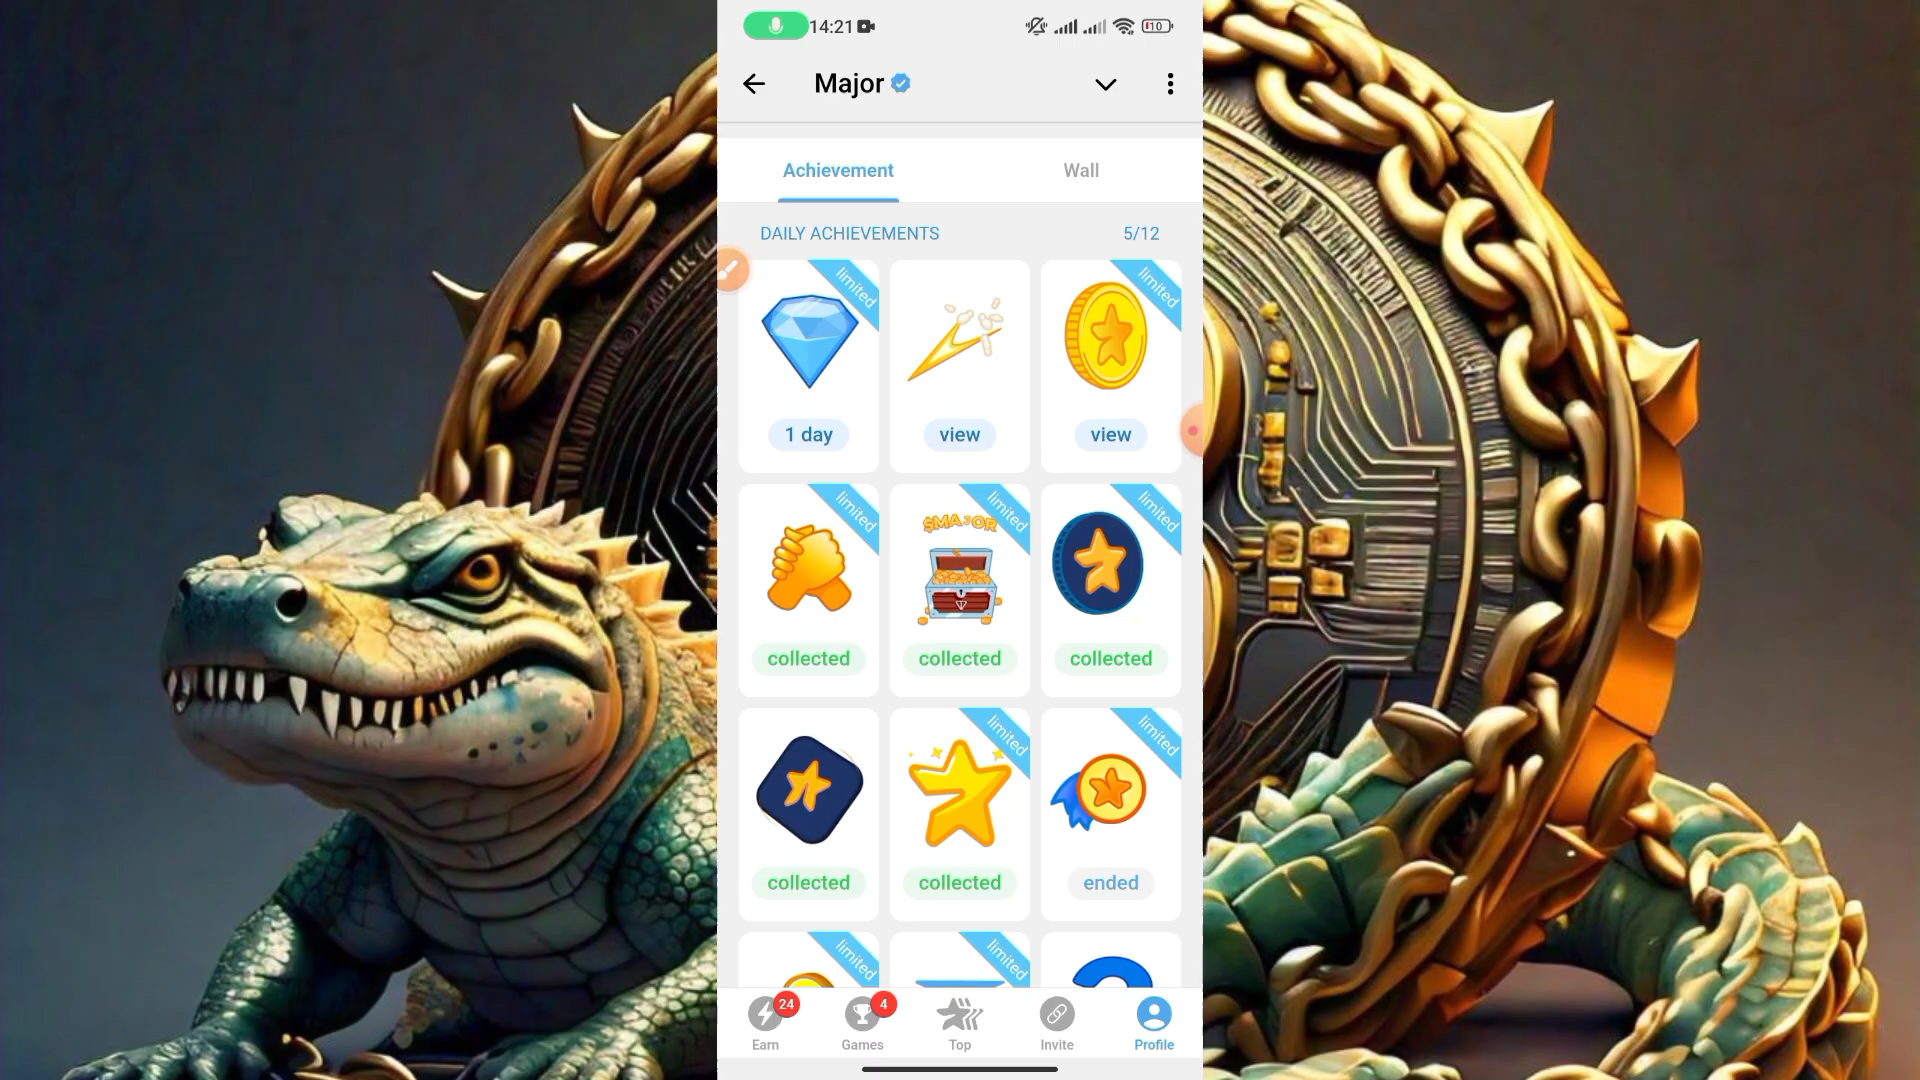 14:21
10
Major
Achievement
Wall
DAILY ACHIEVEMENTS
5/12
limited
limited
1 day
view
view
limited
limited
limited
$MAJOR
collected
collected
collected
limited
limited
collected
collected
ended
limited
limited
24
4
Earn
Games
Top
Invite
Profile